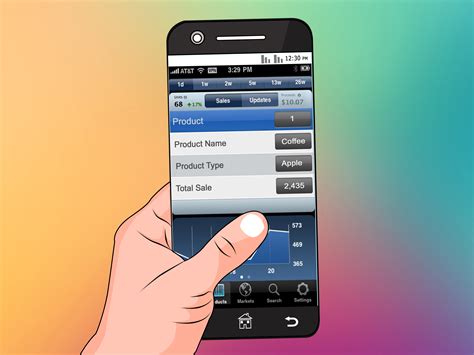 12:30 PM
AT&T 3:29 PM
1d 1w 2w 5w 13w 26w
68 17% Sales Updates $10.07
Product 1
Product Name Coffee
Product Type Apple
Total Sale 2,435
573
469
365
20
Markets Search Settings